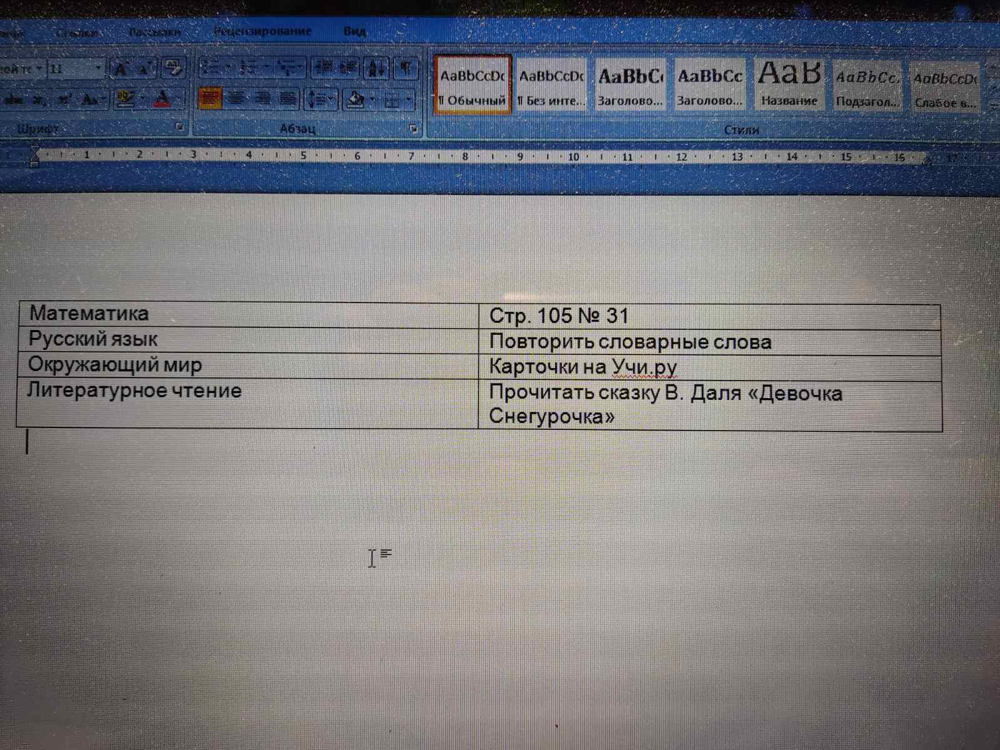 Ссылки Рассылки Рецензирование Вид
11
AaBbCcDc AaBbCcDc AaBbC AaBbCc AaB AaBbCc. AaBbCcDc
¶ Обычный ¶ Без инте... Заголово... Заголово... Название Подзагол... Слабое в...
Шрифт Абзац Стили
1 2 3 4 5 6 7 8 9 10 11 12 13 14 15 16 17
Математика Стр. 105 № 31
Русский язык Повторить словарные слова
Окружающий мир Карточки на Учи.ру
Литературное чтение Прочитать сказку В. Даля «Девочка
Снегурочка»